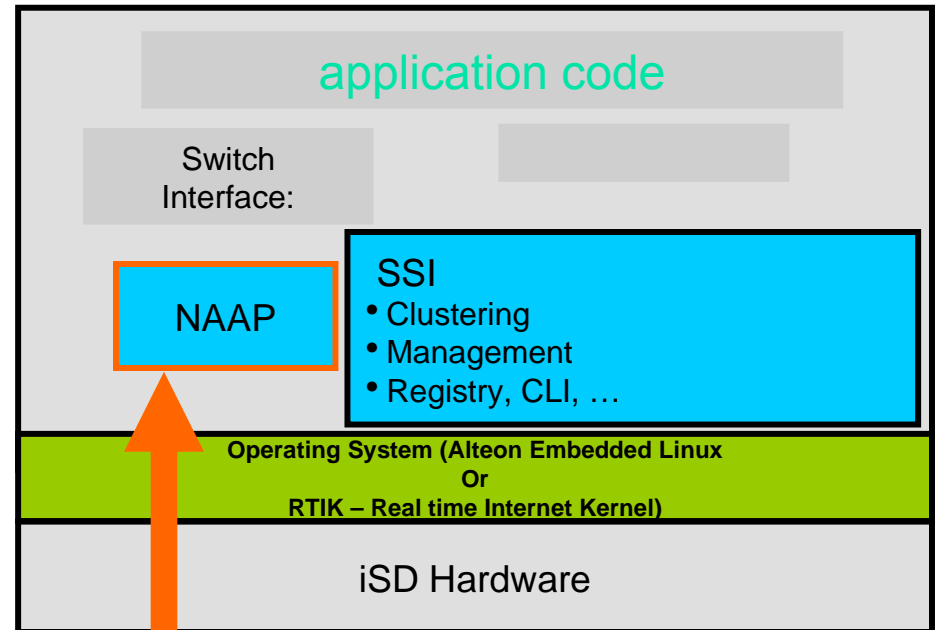 application code
Switch
Interface:
NAAP
SSI
• Clustering
• Management
• Registry, CLI, …
Operating System (Alteon Embedded Linux
Or
RTIK – Real time Internet Kernel)
iSD Hardware